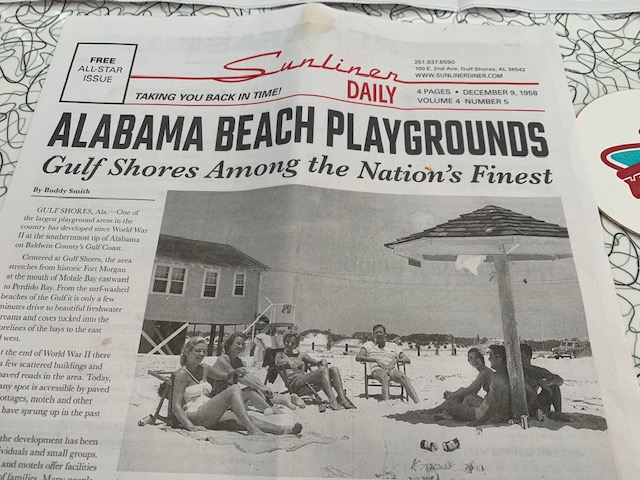 FREE
ALL-STAR
ISSUE
Sunliner
DAILY
TAKING YOU BACK IN TIME!
251.937.6590
100 E. 2nd Ave. Gulf Shores, AL 36542
WWW.SUNLINERDINER.COM
4 PAGES • DECEMBER 9, 1958
VOLUME 4 NUMBER 5
ALABAMA BEACH PLAYGROUNDS
Gulf Shores Among the Nation's Finest
By Buddy Smith
GULF SHORES, Ala.—One of
the largest playground areas in the
country has developed since World War
II at the southernmost tip of Alabama
on Baldwin County's Gulf Coast.
Centered at Gulf Shores, the area
stretches from historic Fort Morgan
at the mouth of Mobile Bay eastward
to Perdido Bay. From the surf-washed
beaches of the Gulf it is only a few
minutes drive to beautiful freshwater
streams and coves tucked into the
orelines of the bays to the east
west.
t the end of World War II there
a few scattered buildings and
paved roads in the area. Today,
any spot is accessible by paved
ottages, motels and other
have sprung up in the past
the development has been
ividuals and small groups.
and motels offer facilities
of families. Many people